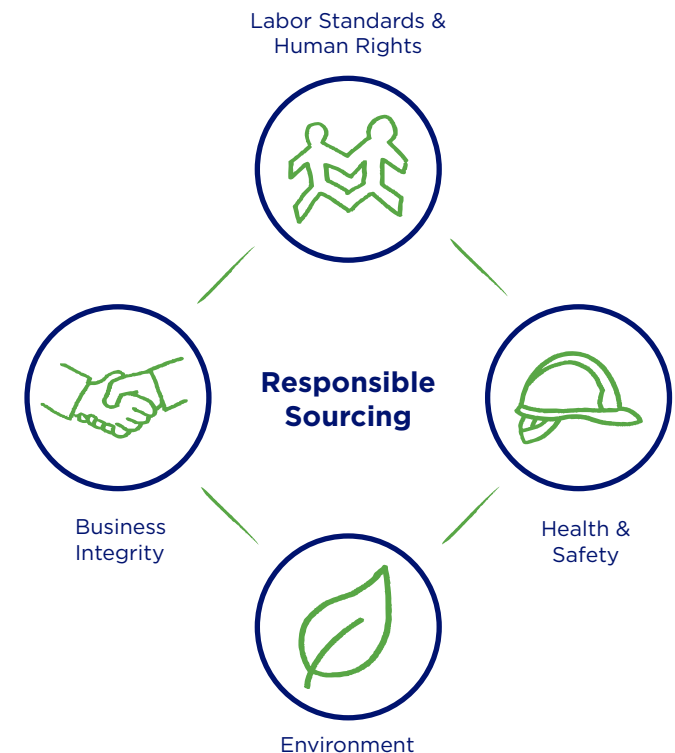 Labor Standards &
Human Rights
Responsible
Sourcing
Business
Integrity
Health &
Safety
Environment